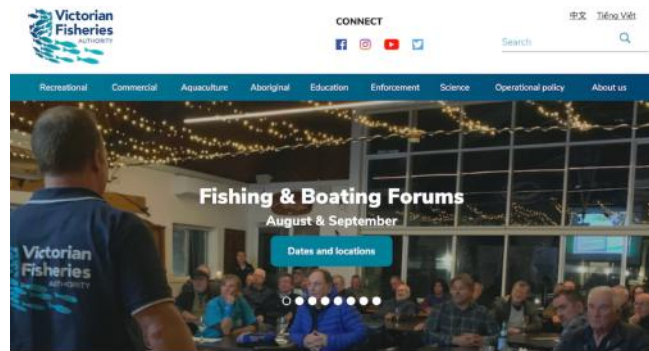 Victorian
Fisheries
AUTHORITY
CONNECT
中文 Tiếng Việt
Search
Recreational Commercial Aquaculture Aboriginal Education Enforcement Science Operational policy About us
Fishing & Boating Forums
August & September
Dates and locations
Victorian
Fisheries
AUTHORITY